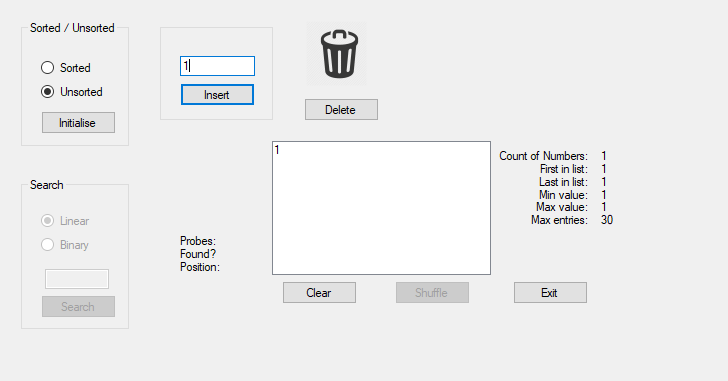 Sorted / Unsorted
Sorted
Unsorted
Initialise
1
Insert
Delete
1
Count of Numbers: 1
First in list: 1
Last in list: 1
Min value: 1
Max value: 1
Max entries: 30
Search
Linear
Binary
Search
Probes:
Found?
Position:
Clear
Shuffle
Exit